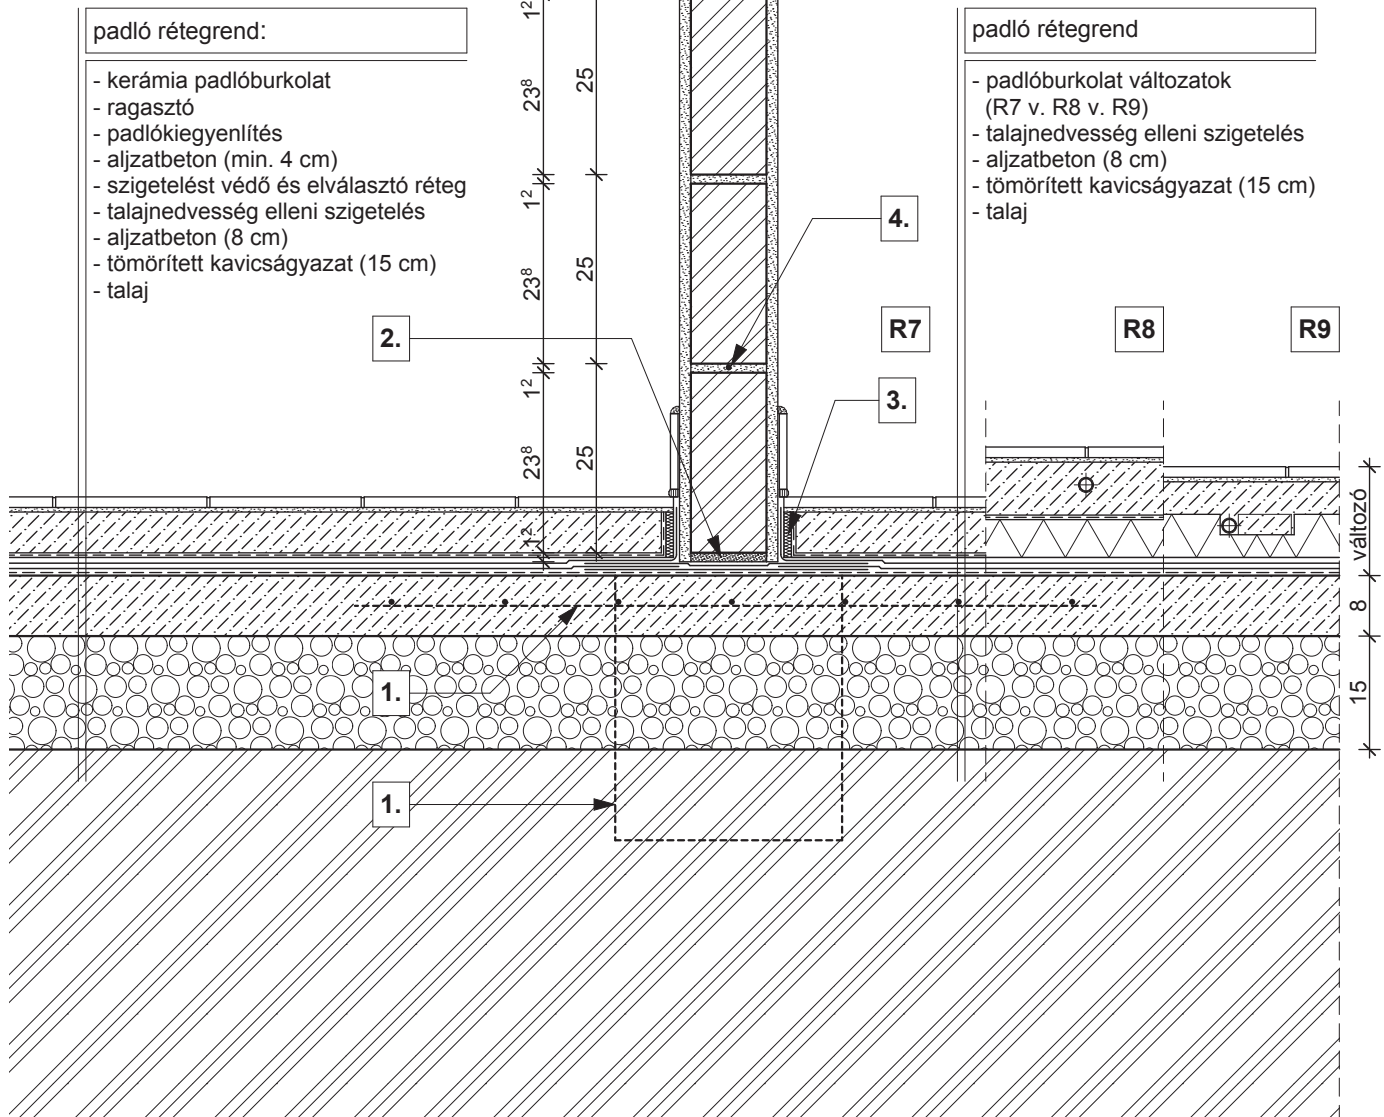 padló rétegrend:
- kerámia padlóburkolat
- ragasztó
- padlókiegyenlítés
- aljzatbeton (min. 4 cm)
- szigetelést védő és elválasztó réteg
- talajnedvesség elleni szigetelés
- aljzatbeton (8 cm)
- tömörített kavicságyazat (15 cm)
- talaj
padló rétegrend
- padlóburkolat változatok
(R7 v. R8 v. R9)
- talajnedvesség elleni szigetelés
- aljzatbeton (8 cm)
- tömörített kavicságyazat (15 cm)
- talaj
1²
23⁸
25
1²
23⁸
25
1²
23⁸
25
1²
4.
2.
R7
R8
R9
3.
változó
8
15
1.
1.